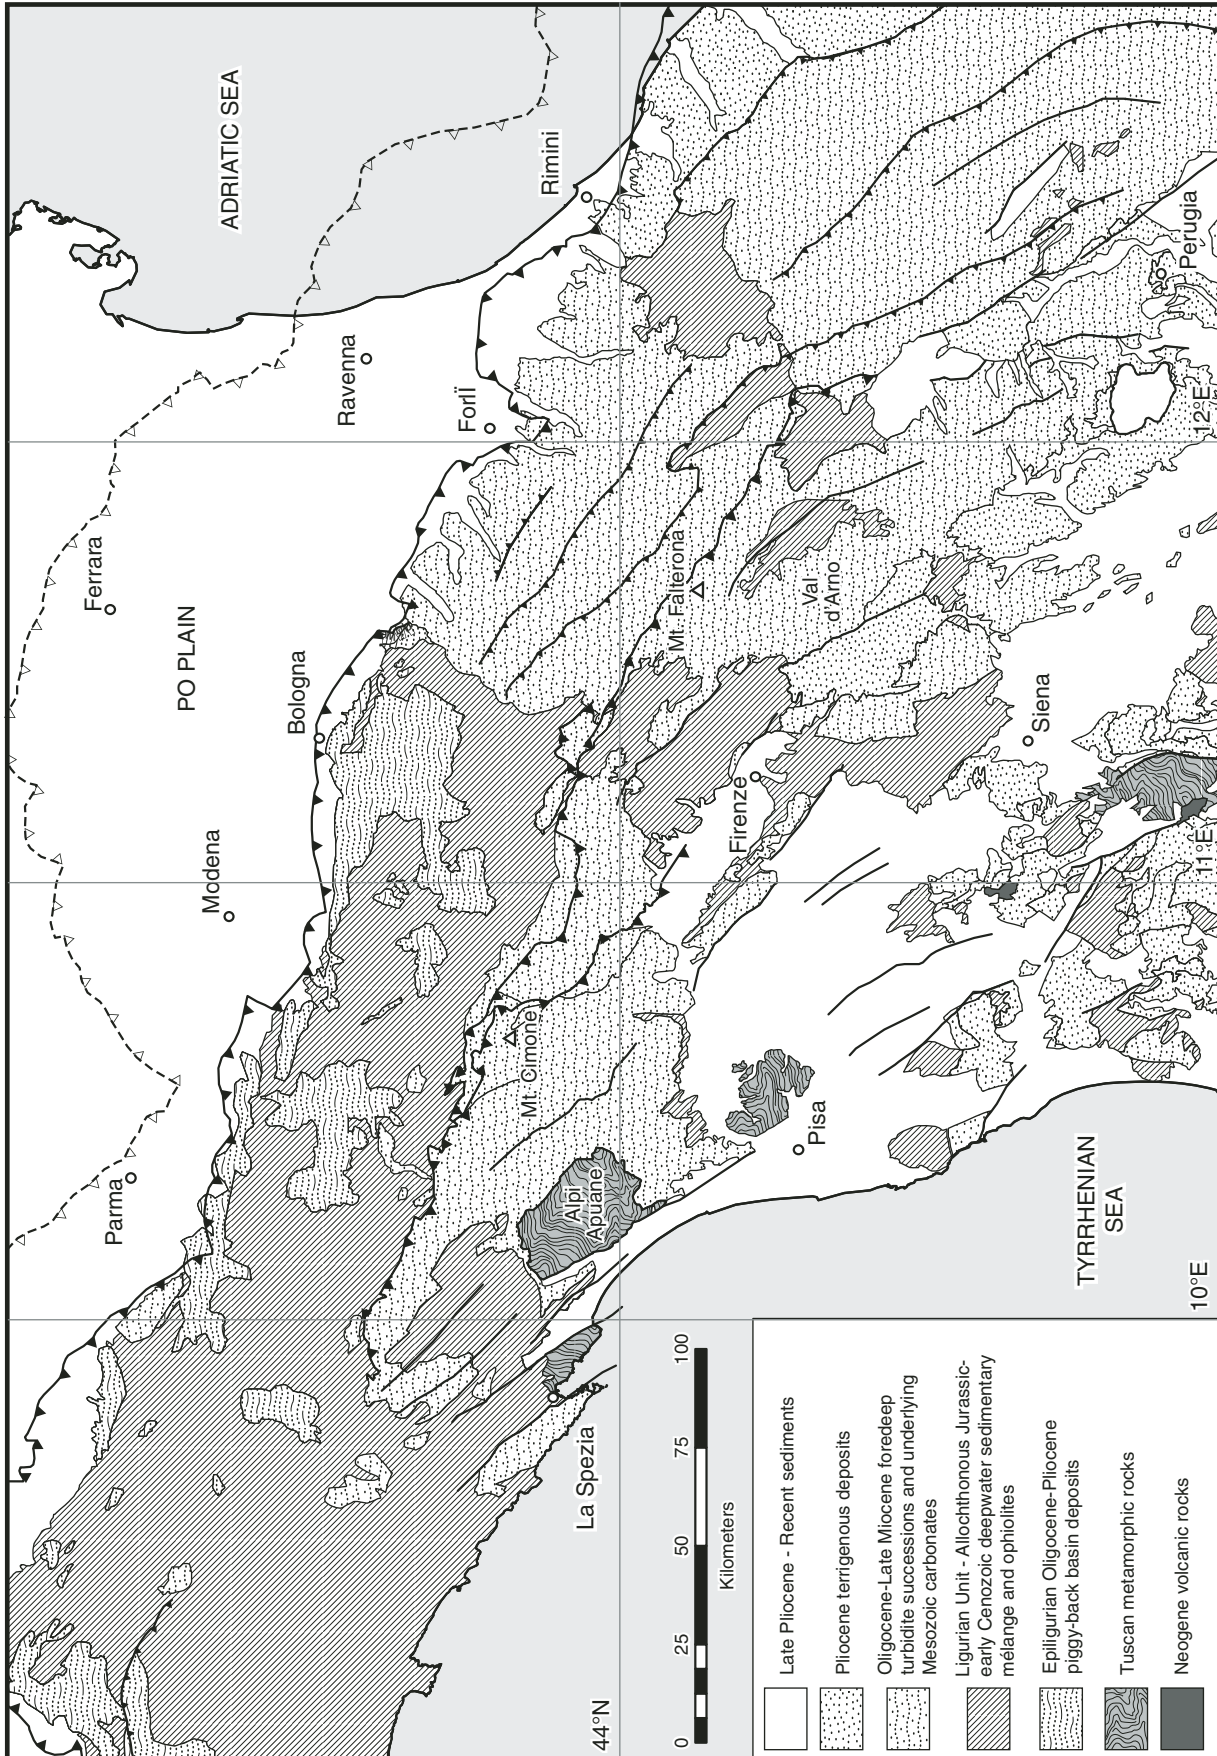 ADRIATIC SEA
Rimini
Ravenna
Forlì
Ferrara
PO PLAIN
Bologna
Modena
Parma
Perugia
12°E
Mt. Falterona
Val
d'Arno
Siena
Firenze
11°E
Mt. Cimone
Pisa
Alpi
Apuane
TYRRHENIAN
SEA
10°E
La Spezia
44°N
0
25
50
75
100
Kilometers
Late Pliocene - Recent sediments
Pliocene terrigenous deposits
Oligocene-Late Miocene foredeep
turbidite successions and underlying
Mesozoic carbonates
Ligurian Unit - Allochthonous Jurassic-
early Cenozoic deepwater sedimentary
mélange and ophiolites
Epiligurian Oligocene-Pliocene
piggy-back basin deposits
Tuscan metamorphic rocks
Neogene volcanic rocks